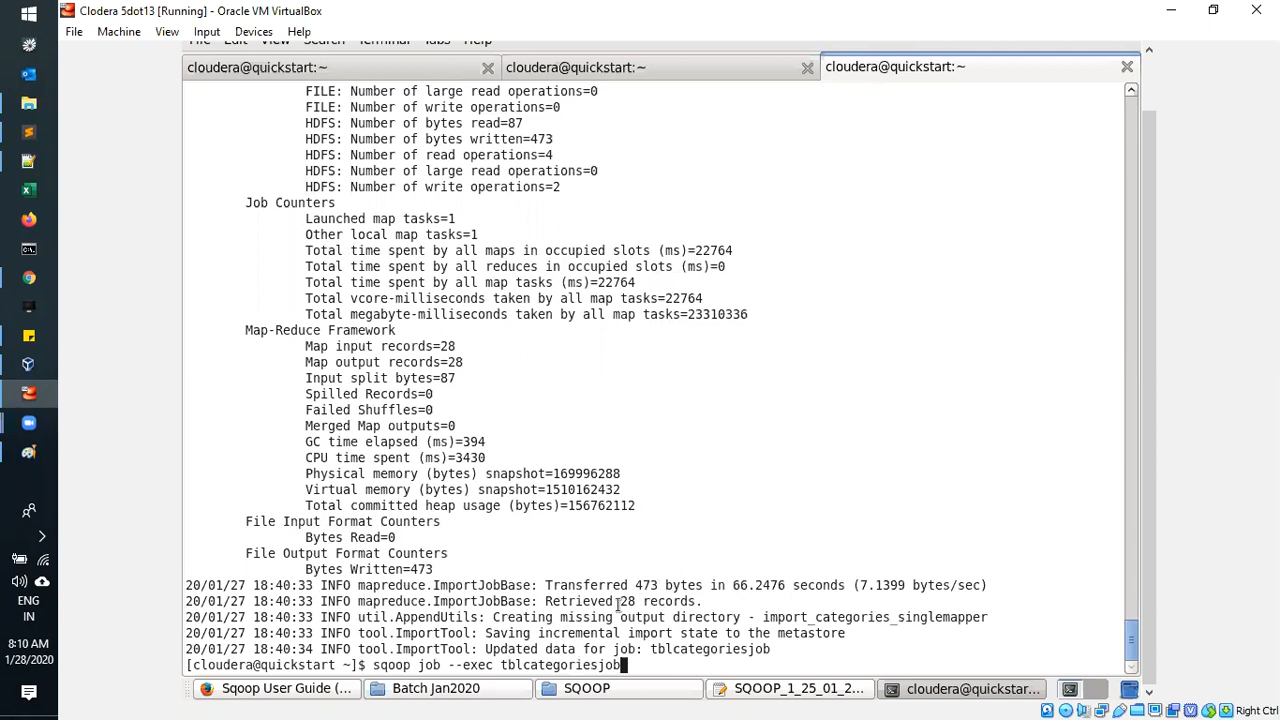 Clodera 5dot13 [Running] - Oracle VM VirtualBox
File Machine View Input Devices Help
File Edit View Search Terminal Tabs Help
cloudera@quickstart:~ cloudera@quickstart:~ cloudera@quickstart:~
FILE: Number of large read operations=0
FILE: Number of write operations=0
HDFS: Number of bytes read=87
HDFS: Number of bytes written=473
HDFS: Number of read operations=4
HDFS: Number of large read operations=0
HDFS: Number of write operations=2
Job Counters
Launched map tasks=1
Other local map tasks=1
Total time spent by all maps in occupied slots (ms)=22764
Total time spent by all reduces in occupied slots (ms)=0
Total time spent by all map tasks (ms)=22764
Total vcore-milliseconds taken by all map tasks=22764
Total megabyte-milliseconds taken by all map tasks=23310336
Map-Reduce Framework
Map input records=28
Map output records=28
Input split bytes=87
Spilled Records=0
Failed Shuffles=0
Merged Map outputs=0
GC time elapsed (ms)=394
CPU time spent (ms)=3430
Physical memory (bytes) snapshot=169996288
Virtual memory (bytes) snapshot=1510162432
Total committed heap usage (bytes)=156762112
File Input Format Counters
Bytes Read=0
File Output Format Counters
Bytes Written=473
20/01/27 18:40:33 INFO mapreduce.ImportJobBase: Transferred 473 bytes in 66.2476 seconds (7.1399 bytes/sec)
20/01/27 18:40:33 INFO mapreduce.ImportJobBase: Retrieved 28 records.
20/01/27 18:40:33 INFO util.AppendUtils: Creating missing output directory - import_categories_singlemapper
20/01/27 18:40:33 INFO tool.ImportTool: Saving incremental import state to the metastore
20/01/27 18:40:34 INFO tool.ImportTool: Updated data for job: tblcategoriesjob
[cloudera@quickstart ~]$ sqoop job --exec tblcategoriesjob
Sqoop User Guide (... Batch Jan2020 SQOOP SQOOP_1_25_01_2... cloudera@quickstar...
Right Ctrl
ENG
IN
6:05 AM
1/28/2020